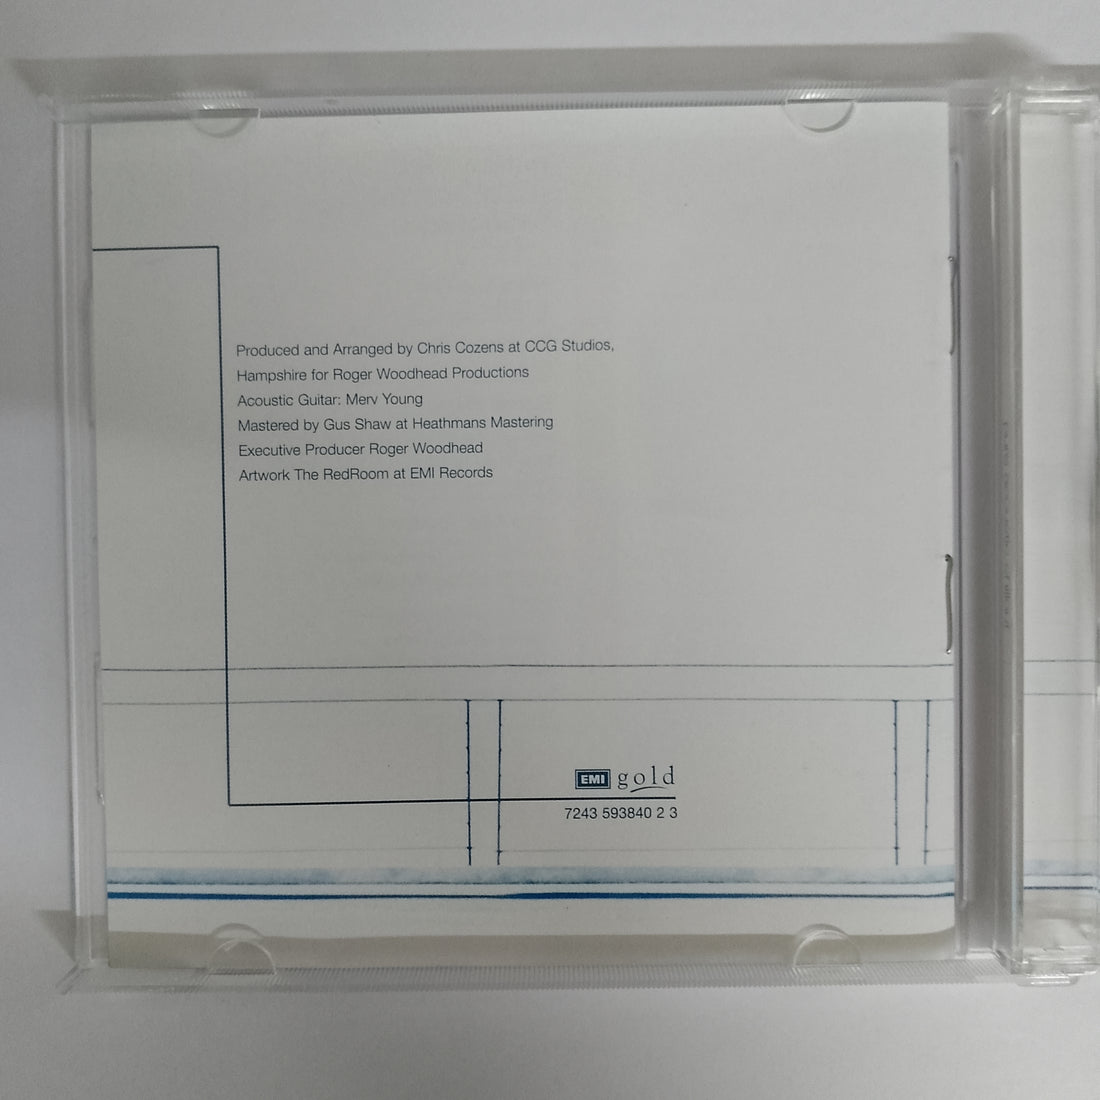 Produced and Arranged by Chris Cozens at CCG Studios,
Hampshire for Roger Woodhead Productions
Acoustic Guitar: Merv Young
Mastered by Gus Shaw at Heathmans Mastering
Executive Producer Roger Woodhead
Artwork The RedRoom at EMI Records
EMI gold
7243 593840 2 3